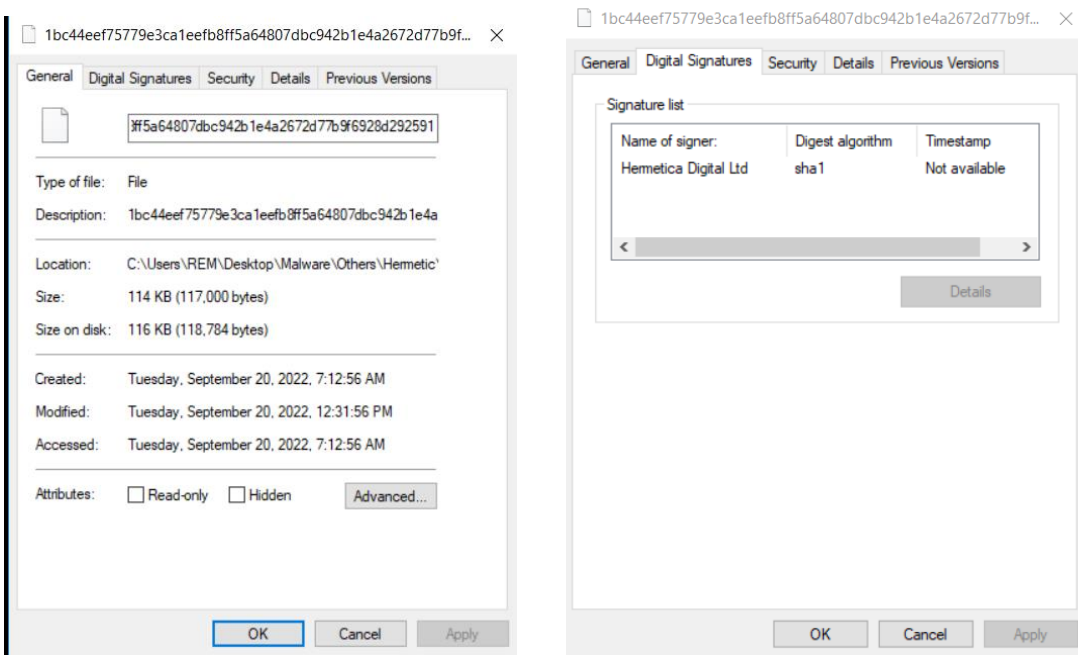 1bc44eef75779e3ca1eefb8ff5a64807dbc942b1e4a2672d77b9f...
General Digital Signatures Security Details Previous Versions
3ff5a64807dbc942b1e4a2672d77b9f6928d292591
Type of file: File
Description: 1bc44eef75779e3ca1eefb8ff5a64807dbc942b1e4a
Location: C:\Users\REM\Desktop\Malware\Others\Hermetic\
Size: 114 KB (117,000 bytes)
Size on disk: 116 KB (118,784 bytes)
Created: Tuesday, September 20, 2022, 7:12:56 AM
Modified: Tuesday, September 20, 2022, 12:31:56 PM
Accessed: Tuesday, September 20, 2022, 7:12:56 AM
Attributes: Read-only Hidden Advanced...
OK Cancel Apply
1bc44eef75779e3ca1eefb8ff5a64807dbc942b1e4a2672d77b9f...
General Digital Signatures Security Details Previous Versions
Signature list
Name of signer: Digest algorithm Timestamp
Hermetica Digital Ltd sha1 Not available
Details
OK Cancel Apply